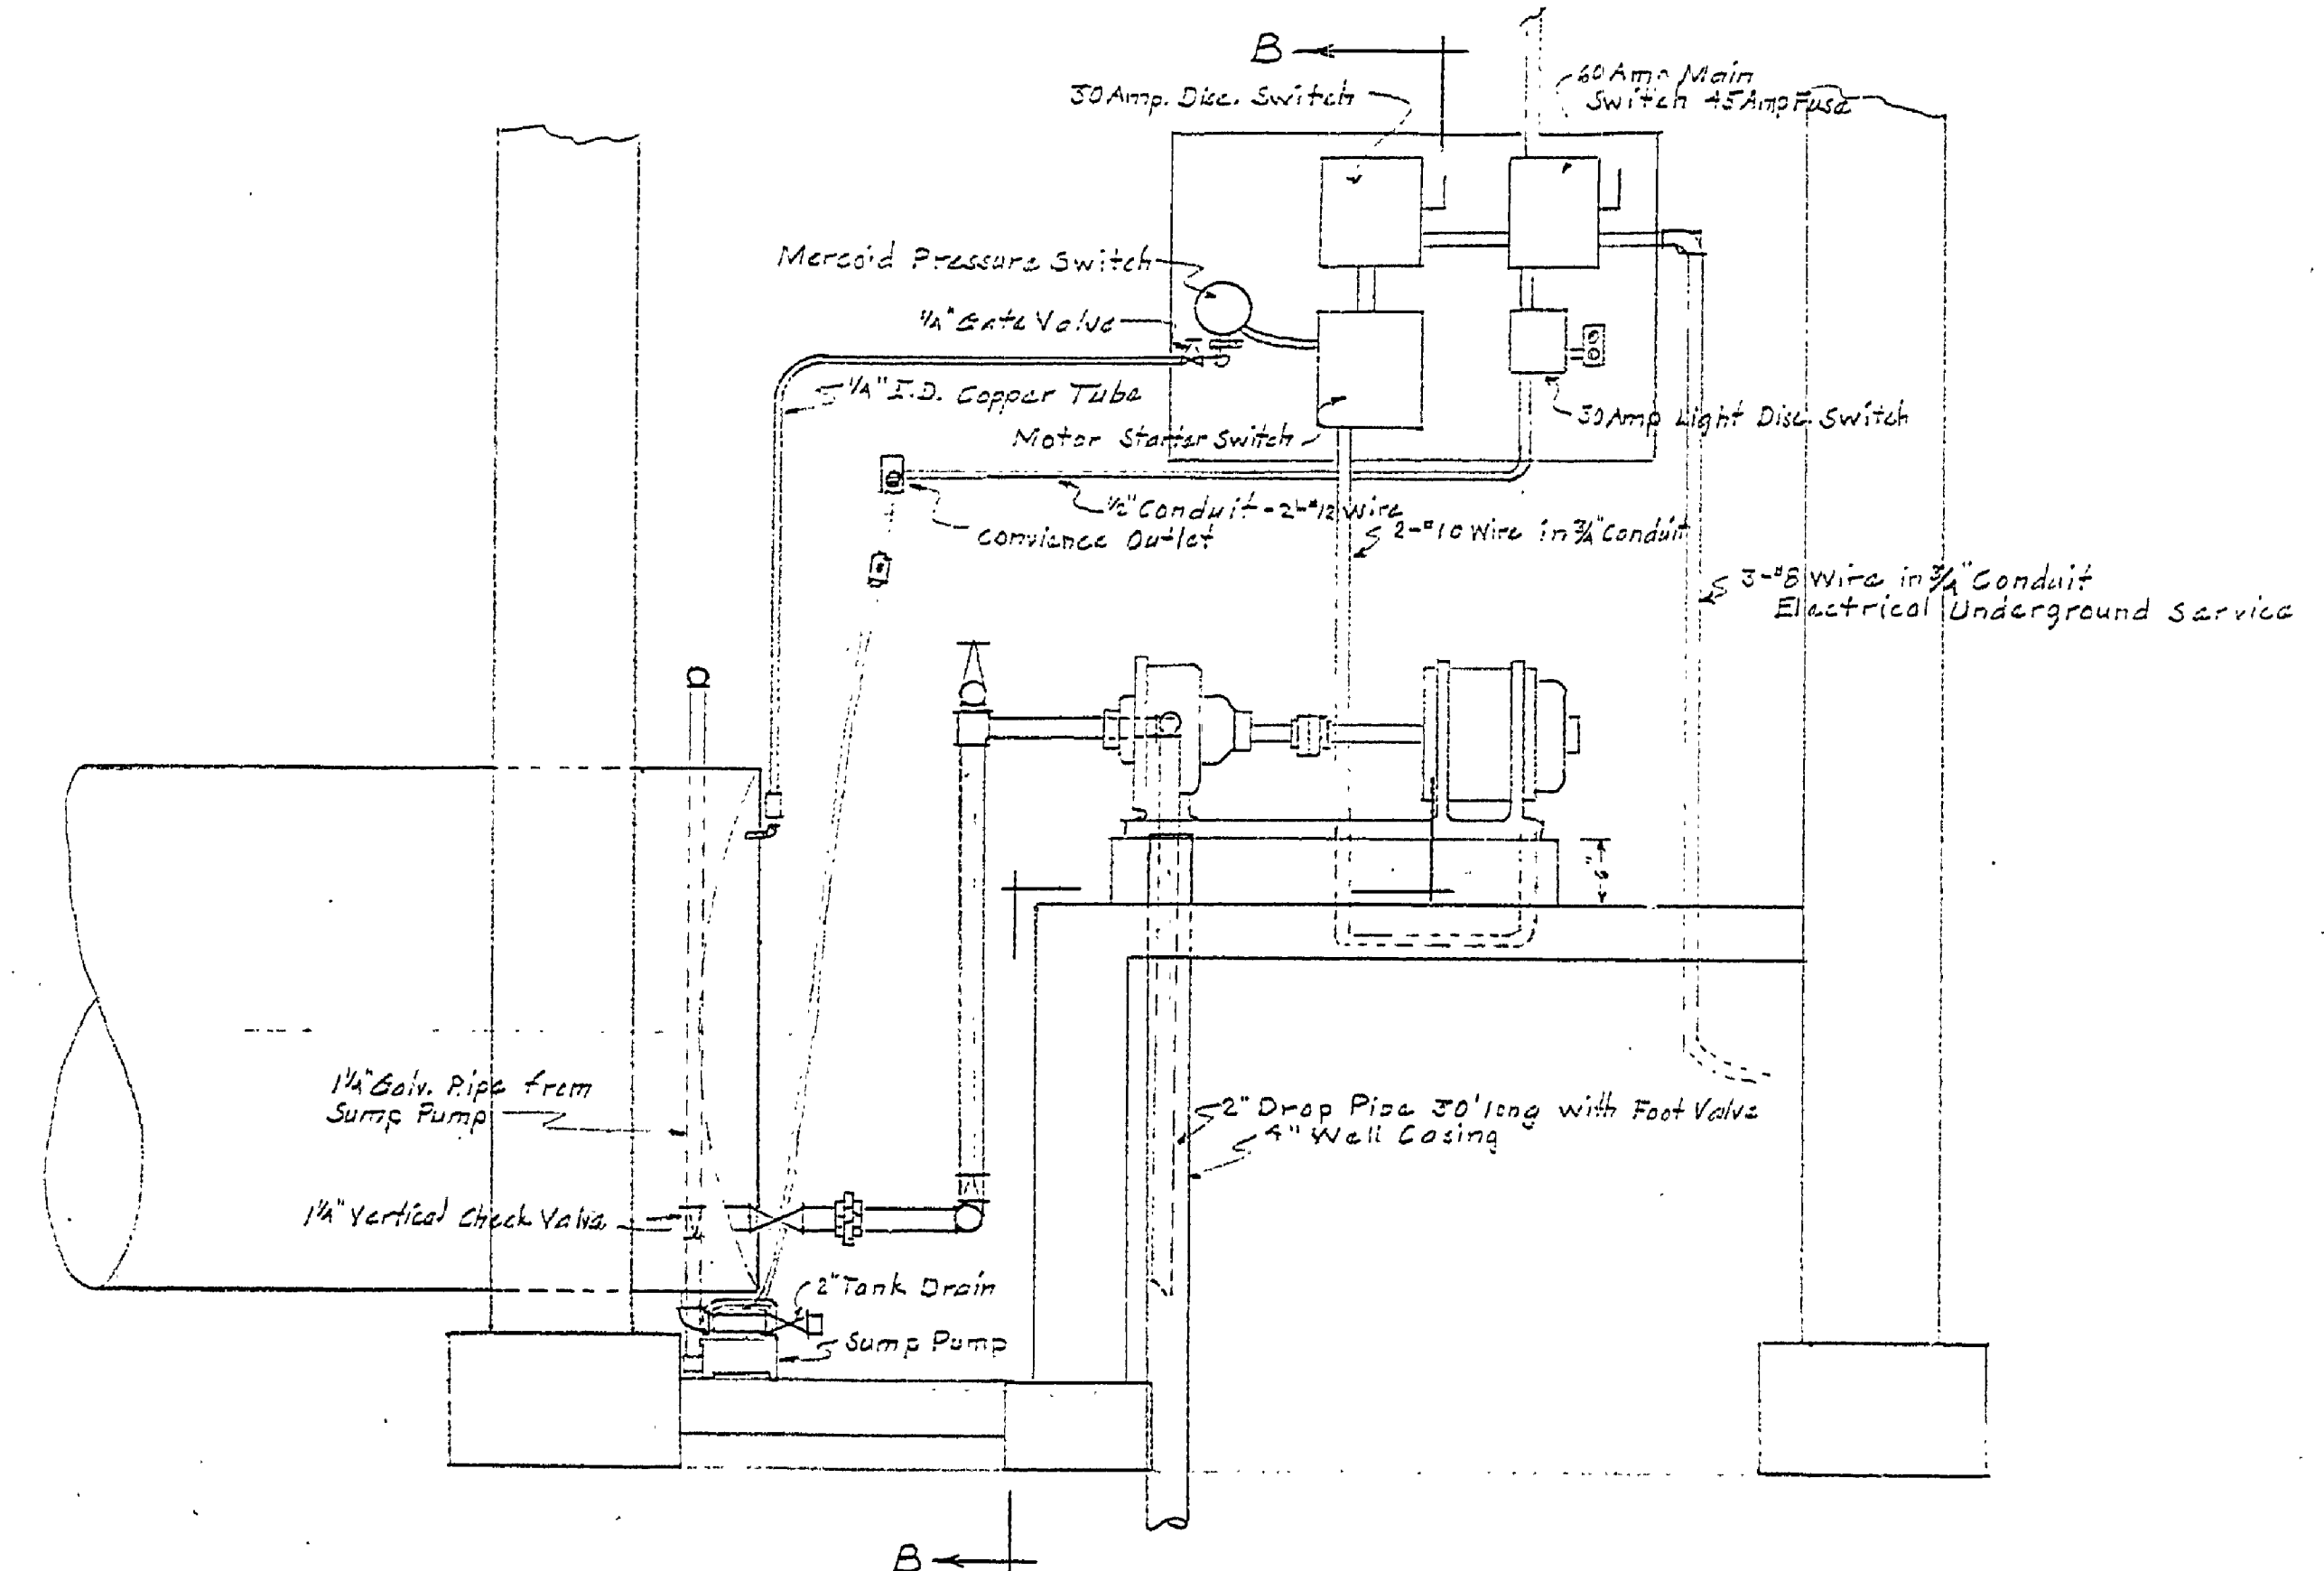 B
30 Amp. Disc. Switch
60 Amp Main
Switch 45 Amp Fuse
Mercoid Pressure Switch
1/4" Gate Valve
1/4" I.D. Copper Tube
Motor Starter Switch
30 Amp Light Disc. Switch
1/2" Conduit - 2-#12 Wire
Convience Outlet
2-#10 Wire in 3/4" Conduit
3-#8 Wire in 3/4" Conduit
Electrical Underground Service
6"
1 1/4" Galv. Pipe from
Sump Pump
2" Drop Pipe 30' long with Foot Valve
4" Well Casing
1 1/4" Vertical Check Valve
2" Tank Drain
Sump Pump
B